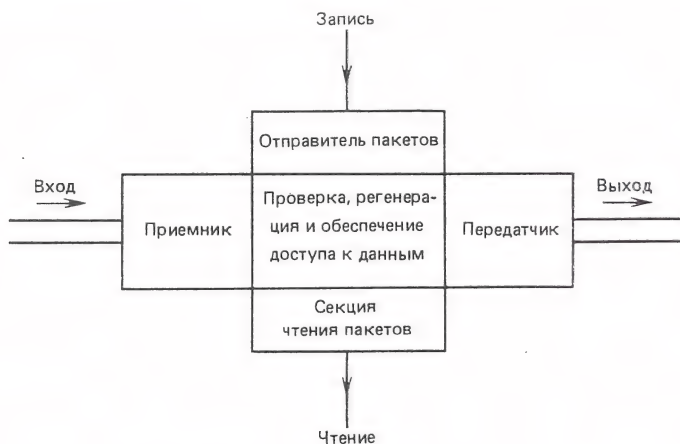 Запись
Отправитель пакетов
Вход
Выход
Приемник
Проверка, регенера-
ция и обеспечение
доступа к данным
Передатчик
Секция
чтения пакетов
Чтение